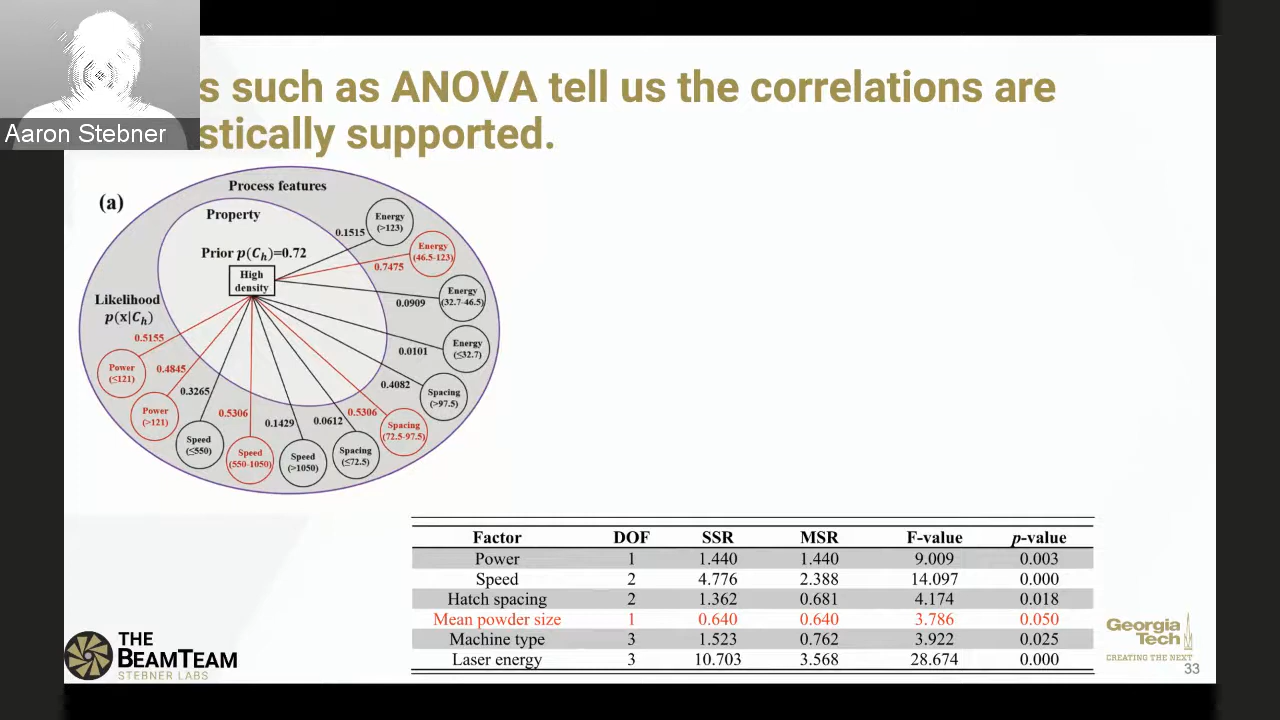 Aaron Stebner
s such as ANOVA tell us the correlations are
stically supported.
(a)
Process features
Property
Prior p(Cₕ)=0.72
High
density
Likelihood
p(x|Cₕ)
0.1515
Energy
(>123)
0.7475
Energy
(46.5-123)
0.0909
Energy
(32.7-46.5)
0.0101
Energy
(≤32.7)
0.4082
Spacing
(>97.5)
0.5306
Spacing
(72.5-97.5)
0.0612
Spacing
(≤72.5)
0.1429
Speed
(>1050)
0.5306
Speed
(550-1050)
0.3265
Speed
(≤550)
0.4845
Power
(>121)
0.5155
Power
(≤121)
Factor DOF SSR MSR F-value p-value
Power 1 1.440 1.440 9.009 0.003
Speed 2 4.776 2.388 14.097 0.000
Hatch spacing 2 1.362 0.681 4.174 0.018
Mean powder size 1 0.640 0.640 3.786 0.050
Machine type 3 1.523 0.762 3.922 0.025
Laser energy 3 10.703 3.568 28.674 0.000
THE
BEAMTEAM
STEBNER LABS
Georgia
Tech
CREATING THE NEXT
33